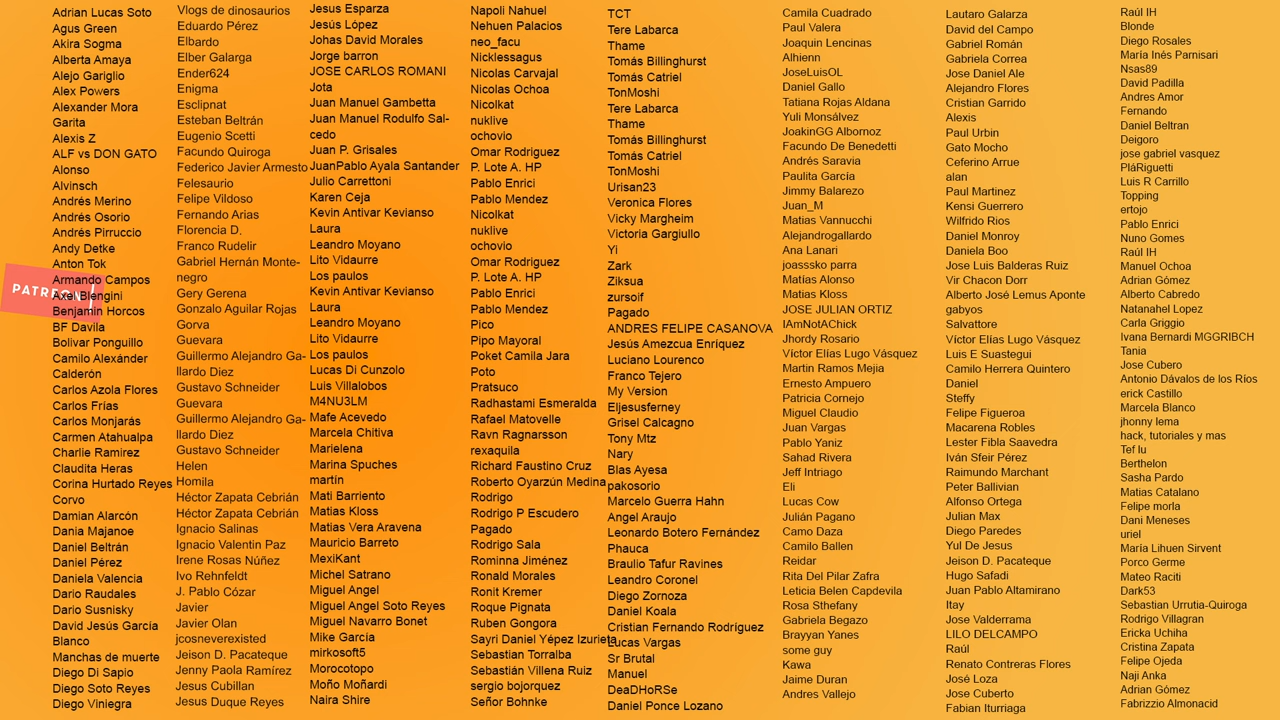 Adrian Lucas Soto
Agus Green
Akira Sogma
Alberta Amaya
Alejo Gariglio
Alex Powers
Alexander Mora
Garita
Alexis Z
ALF vs DON GATO
Alonso
Alvinsch
Andrés Merino
Andrés Osorio
Andrés Pirruccio
Andy Detke
Anton Tok
Armando Campos
Axel Blengini
Benjamin Horcos
BF Davila
Bolivar Ponguillo
Camilo Alexánder
Calderón
Carlos Azola Flores
Carlos Frías
Carlos Monjarás
Carmen Atahualpa
Charlie Ramirez
Claudita Heras
Corina Hurtado Reyes
Corvo
Damian Alarcón
Dania Majanoe
Daniel Beltrán
Daniel Pérez
Daniela Valencia
Dario Raudales
Dario Susnisky
David Jesús García
Blanco
Manchas de muerte
Diego Di Sapio
Diego Soto Reyes
Diego Viniegra
PATREON
Vlogs de dinosaurios
Eduardo Pérez
Elbardo
Elber Galarga
Ender624
Enigma
Esclipnat
Esteban Beltrán
Eugenio Scetti
Facundo Quiroga
Federico Javier Armesto
Felesaurio
Felipe Vildoso
Fernando Arias
Florencia D.
Franco Rudelir
Gabriel Hernán Monte-
negro
Gery Gerena
Gonzalo Aguilar Rojas
Gorva
Guevara
Guillermo Alejandro Ga-
llardo Diez
Gustavo Schneider
Guevara
Guillermo Alejandro Ga-
llardo Diez
Gustavo Schneider
Helen
Homila
Héctor Zapata Cebrián
Héctor Zapata Cebrián
Ignacio Salinas
Ignacio Valentin Paz
Irene Rosas Núñez
Ivo Rehnfeldt
J. Pablo Cózar
Javier
Javier Olan
jcosneverexisted
Jeison D. Pacateque
Jenny Paola Ramírez
Jesus Cubillan
Jesus Duque Reyes
Jesus Esparza
Jesús López
Johas David Morales
Jorge barron
JOSE CARLOS ROMANI
Jota
Juan Manuel Gambetta
Juan Manuel Rodulfo Sal-
cedo
Juan P. Grisales
JuanPablo Ayala Santander
Julio Carrettoni
Karen Ceja
Kevin Antivar Kevianso
Laura
Leandro Moyano
Lito Vidaurre
Los paulos
Kevin Antivar Kevianso
Laura
Leandro Moyano
Lito Vidaurre
Los paulos
Lucas Di Cunzolo
Luis Villalobos
M4NU3LM
Mafe Acevedo
Marcela Chitiva
Marielena
Marina Spuches
martín
Mati Barriento
Matias Kloss
Matias Vera Aravena
Mauricio Barreto
MexiKant
Michel Satrano
Miguel Angel
Miguel Angel Soto Reyes
Miguel Navarro Bonet
Mike García
mirkosoft5
Morocotopo
Moño Moñardi
Naira Shire
Napoli Nahuel
Nehuen Palacios
neo_facu
Nicklessagus
Nicolas Carvajal
Nicolas Ochoa
Nicolkat
nuklive
ochovio
Omar Rodriguez
P. Lote A. HP
Pablo Enrici
Pablo Mendez
Nicolkat
nuklive
ochovio
Omar Rodriguez
P. Lote A. HP
Pablo Enrici
Pablo Mendez
Pico
Pipo Mayoral
Poket Camila Jara
Poto
Pratsuco
Radhastami Esmeralda
Rafael Matovelle
Ravn Ragnarsson
rexaquila
Richard Faustino Cruz
Roberto Oyarzún Medina
Rodrigo
Rodrigo P Escudero
Pagado
Rodrigo Sala
Rominna Jiménez
Ronald Morales
Ronit Kremer
Roque Pignata
Ruben Gongora
Sayri Daniel Yépez Izurieta
Sebastian Torralba
Sebastián Villena Ruiz
sergio bojorquez
Señor Bohnke
TCT
Tere Labarca
Thame
Tomás Billinghurst
Tomás Catriel
TonMoshi
Tere Labarca
Thame
Tomás Billinghurst
Tomás Catriel
TonMoshi
Urisan23
Veronica Flores
Vicky Margheim
Victoria Gargiullo
Yi
Zark
Ziksua
zursoif
Pagado
ANDRES FELIPE CASANOVA
Jesús Amezcua Enríquez
Luciano Lourenco
Franco Tejero
My Version
Eljesusferney
Grisel Calcagno
Tony Mtz
Nary
Blas Ayesa
pakosorio
Marcelo Guerra Hahn
Angel Araujo
Leonardo Botero Fernández
Phauca
Braulio Tafur Ravines
Leandro Coronel
Diego Zornoza
Daniel Koala
Cristian Fernando Rodríguez
Lucas Vargas
Sr Brutal
Manuel
DeaDHoRSe
Daniel Ponce Lozano
Camila Cuadrado
Paul Valera
Joaquin Lencinas
Alhienn
JoseLuisOL
Daniel Gallo
Tatiana Rojas Aldana
Yuli Monsálvez
JoakinGG Albornoz
Facundo De Benedetti
Andrés Saravia
Paulita García
Jimmy Balarezo
Juan_M
Matias Vannucchi
Alejandrogallardo
Ana Lanari
joasssko parra
Matías Alonso
Matias Kloss
JOSE JULIAN ORTIZ
IAmNotAChick
Jhordy Rosario
Víctor Elías Lugo Vásquez
Martin Ramos Mejia
Ernesto Ampuero
Patricia Cornejo
Miguel Claudio
Juan Vargas
Pablo Yaniz
Sahad Rivera
Jeff Intriago
Eli
Lucas Cow
Julián Pagano
Camo Daza
Camilo Ballen
Reidar
Rita Del Pilar Zafra
Leticia Belen Capdevila
Rosa Sthefany
Gabriela Begazo
Brayyan Yanes
some guy
Kawa
Jaime Duran
Andres Vallejo
Lautaro Galarza
David del Campo
Gabriel Román
Gabriela Correa
Jose Daniel Ale
Alejandro Flores
Cristian Garrido
Alexis
Paul Urbin
Gato Mocho
Ceferino Arrue
alan
Paul Martinez
Kensi Guerrero
Wilfrido Rios
Daniel Monroy
Daniela Boo
Jose Luis Balderas Ruiz
Vir Chacon Dorr
Alberto José Lemus Aponte
gabyos
Salvattore
Víctor Elías Lugo Vásquez
Luis E Suastegui
Camilo Herrera Quintero
Daniel
Steffy
Felipe Figueroa
Macarena Robles
Lester Fibla Saavedra
Iván Sfeir Pérez
Raimundo Marchant
Peter Ballivian
Alfonso Ortega
Julian Max
Diego Paredes
Yul De Jesus
Jeison D. Pacateque
Hugo Safadi
Juan Pablo Altamirano
Itay
Jose Valderrama
LILO DELCAMPO
Raúl
Renato Contreras Flores
José Loza
Jose Cuberto
Fabian Iturriaga
Raúl IH
Blonde
Diego Rosales
María Inés Parnisari
Nsas89
David Padilla
Andres Amor
Fernando
Daniel Beltran
Deigoro
jose gabriel vasquez
PláRiguetti
Luis R Carrillo
Topping
ertojo
Pablo Enrici
Nuno Gomes
Raúl IH
Manuel Ochoa
Adrián Gómez
Alberto Cabredo
Natanahel Lopez
Carla Griggio
Ivana Bernardi MGGRIBCH
Tania
Jose Cubero
Antonio Dávalos de los Ríos
erick Castillo
Marcela Blanco
jhonny lema
hack, tutoriales y mas
Tef Iu
Berthelon
Sasha Pardo
Matias Catalano
Felipe morla
Dani Meneses
uriel
María Lihuen Sirvent
Porco Germe
Mateo Raciti
Dark53
Sebastian Urrutia-Quiroga
Rodrigo Villagran
Ericka Uchiha
Cristina Zapata
Felipe Ojeda
Naji Anka
Adrián Gómez
Fabrizzio Almonacid